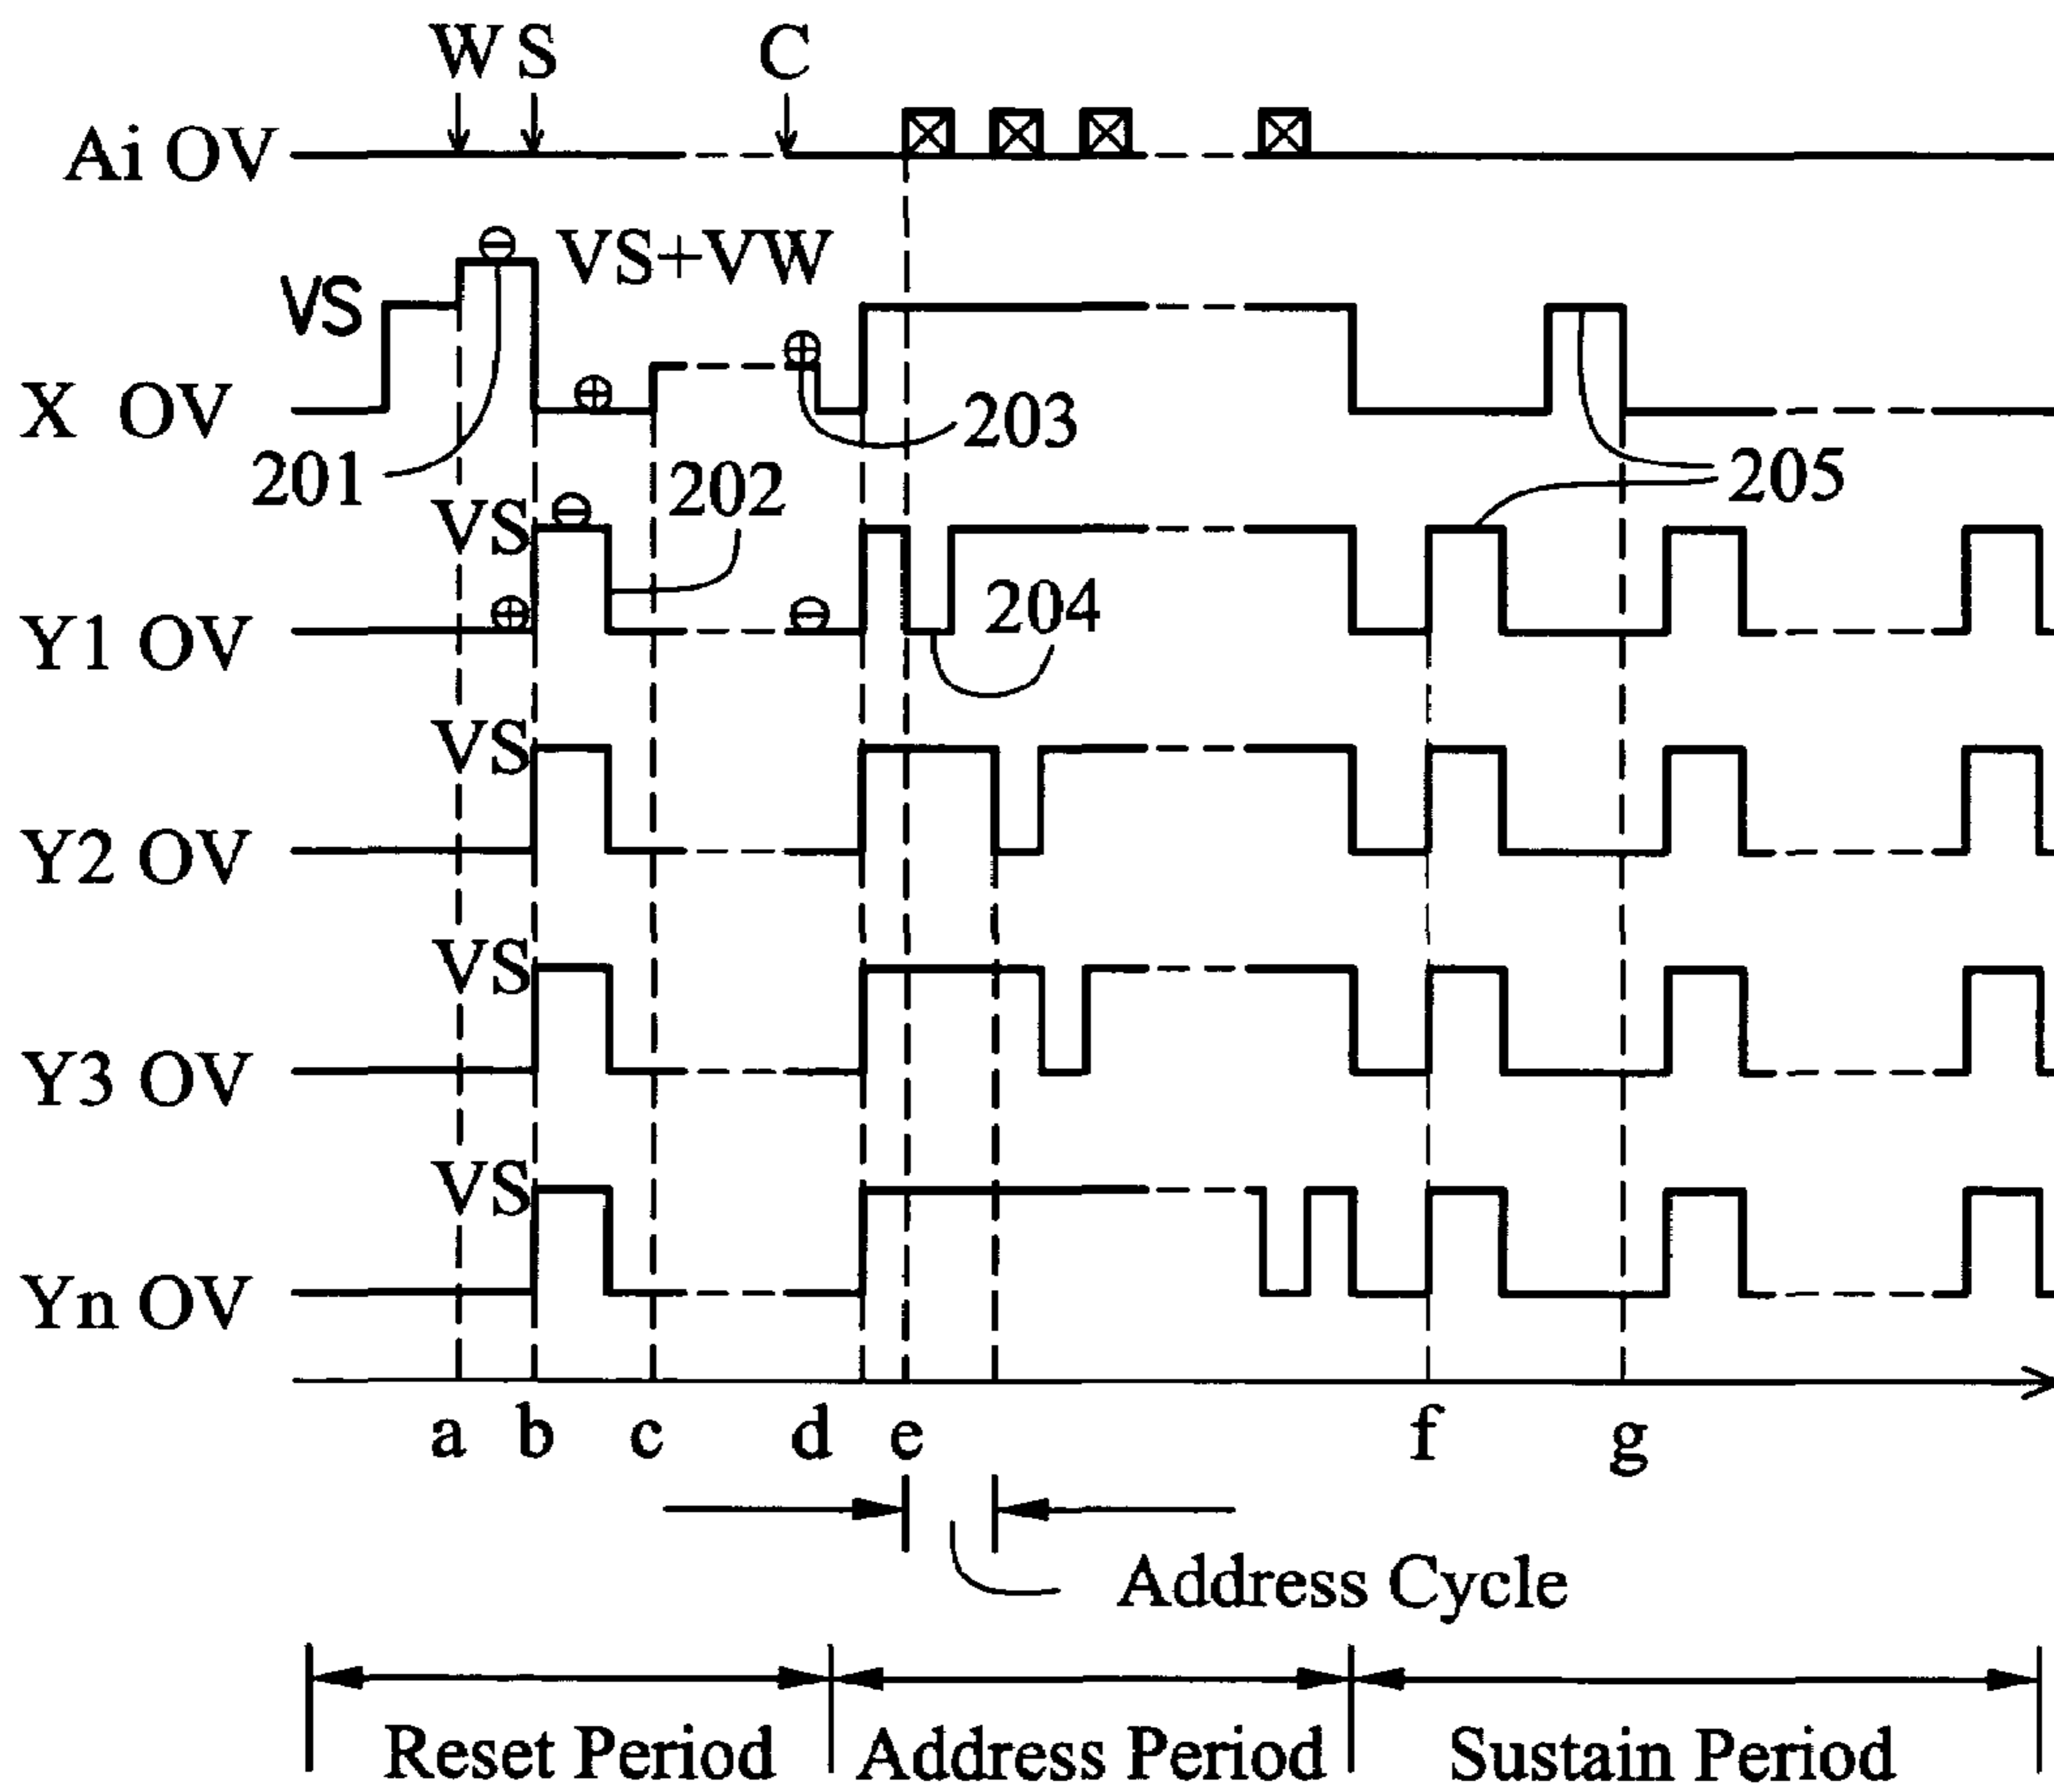 W S C
Ai OV
VS VS+VW
X OV
203
201
202
205
VS
Y1 OV
204
VS
Y2 OV
VS
Y3 OV
VS
Yn OV
a b c d e f g
Address Cycle
Reset Period Address Period Sustain Period